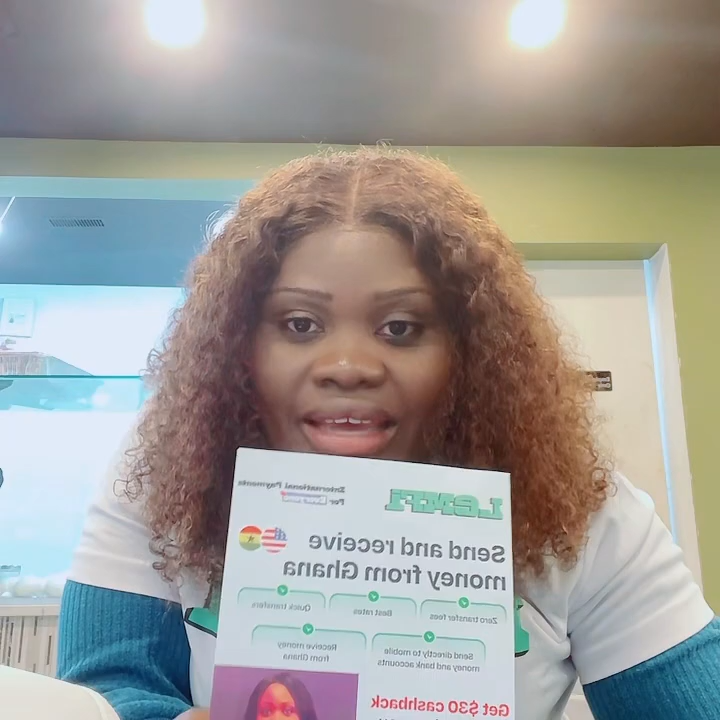 LemFi
International Payments
For
Send and receive
money from Ghana
Zero transfer fees
Best rates
Quick transfers
Send directly to mobile
money and bank accounts
Receive money
from Ghana
Get $30 cashback